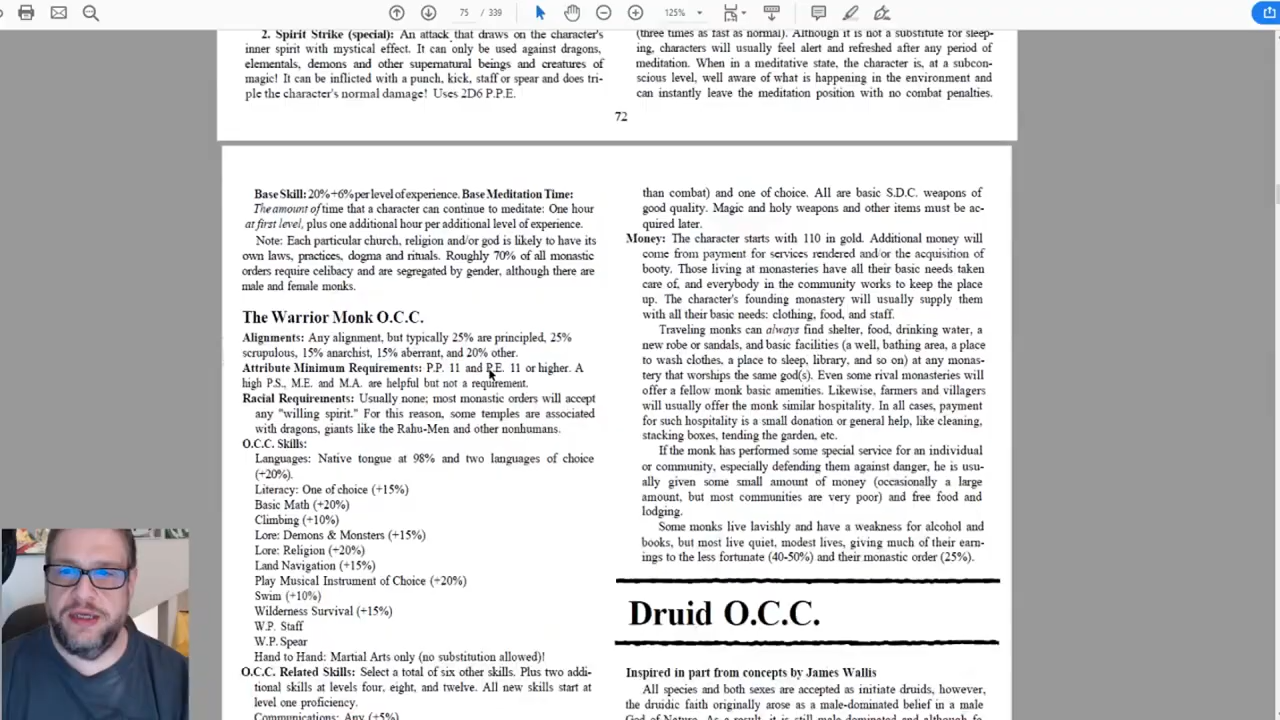 75 / 339
125%
2. Spirit Strike (special): An attack that draws on the character's
inner spirit with mystical effect. It can only be used against dragons,
elementals, demons and other supernatural beings and creatures of
magic! It can be inflicted with a punch, kick, staff or spear and does tri-
ple the character's normal damage! Uses 2D6 P.P.E.
(three times as fast as normal). Although it is not a substitute for sleep-
ing, characters will usually feel alert and refreshed after any period of
meditation. When in a meditative state, the character is, at a subcon-
scious level, well aware of what is happening in the environment and
can instantly leave the meditation position with no combat penalties.
72
Base Skill: 20%+6% per level of experience. Base Meditation Time:
The amount of time that a character can continue to meditate: One hour
at first level, plus one additional hour per additional level of experience.
Note: Each particular church, religion and/or god is likely to have its
own laws, practices, dogma and rituals. Roughly 70% of all monastic
orders require celibacy and are segregated by gender, although there are
male and female monks.
The Warrior Monk O.C.C.
Alignments: Any alignment, but typically 25% are principled, 25%
scrupulous, 15% anarchist, 15% aberrant, and 20% other.
Attribute Minimum Requirements: P.P. 11 and P.E. 11 or higher. A
high P.S., M.E. and M.A. are helpful but not a requirement.
Racial Requirements: Usually none; most monastic orders will accept
any "willing spirit." For this reason, some temples are associated
with dragons, giants like the Rahu-Men and other nonhumans.
O.C.C. Skills:
Languages: Native tongue at 98% and two languages of choice
(+20%).
Literacy: One of choice (+15%)
Basic Math (+20%)
Climbing (+10%)
Lore: Demons & Monsters (+15%)
Lore: Religion (+20%)
Land Navigation (+15%)
Play Musical Instrument of Choice (+20%)
Swim (+10%)
Wilderness Survival (+15%)
W.P. Staff
W.P. Spear
Hand to Hand: Martial Arts only (no substitution allowed)!
O.C.C. Related Skills: Select a total of six other skills. Plus two addi-
tional skills at levels four, eight, and twelve. All new skills start at
level one proficiency.
Communications: Any (+5%)
than combat) and one of choice. All are basic S.D.C. weapons of
good quality. Magic and holy weapons and other items must be ac-
quired later.
Money: The character starts with 110 in gold. Additional money will
come from payment for services rendered and/or the acquisition of
booty. Those living at monasteries have all their basic needs taken
care of, and everybody in the community works to keep the place
up. The character's founding monastery will usually supply them
with all their basic needs: clothing, food, and staff.
Traveling monks can always find shelter, food, drinking water, a
new robe or sandals, and basic facilities (a well, bathing area, a place
to wash clothes, a place to sleep, library, and so on) at any monas-
tery that worships the same god(s). Even some rival monasteries will
offer a fellow monk basic amenities. Likewise, farmers and villagers
will usually offer the monk similar hospitality. In all cases, payment
for such hospitality is a small donation or general help, like cleaning,
stacking boxes, tending the garden, etc.
If the monk has performed some special service for an individual
or community, especially defending them against danger, he is usu-
ally given some small amount of money (occasionally a large
amount, but most communities are very poor) and free food and
lodging.
Some monks live lavishly and have a weakness for alcohol and
books, but most live quiet, modest lives, giving much of their earn-
ings to the less fortunate (40-50%) and their monastic order (25%).
Druid O.C.C.
Inspired in part from concepts by James Wallis
All species and both sexes are accepted as initiate druids, however,
the druidic faith originally arose as a male-dominated belief in a male